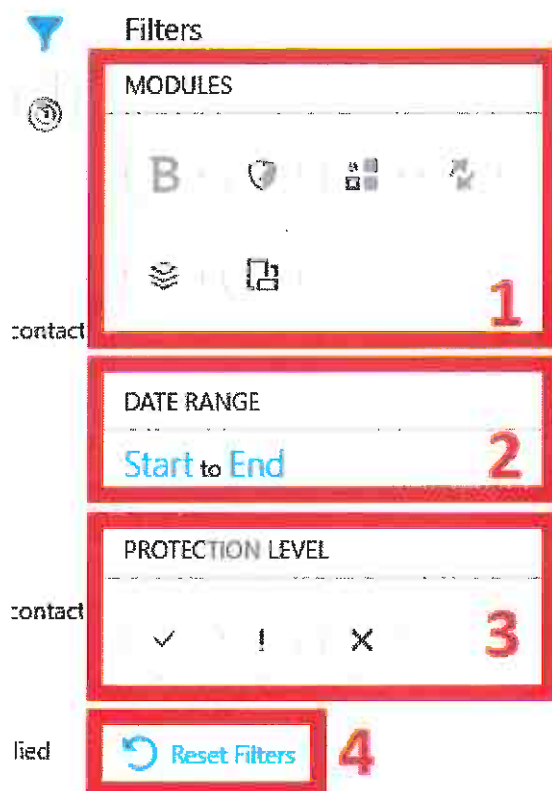 Filters
MODULES
B
1
contact
DATE RANGE
Start to End
2
PROTECTION LEVEL
contact
!
3
lied
Reset Filters
4